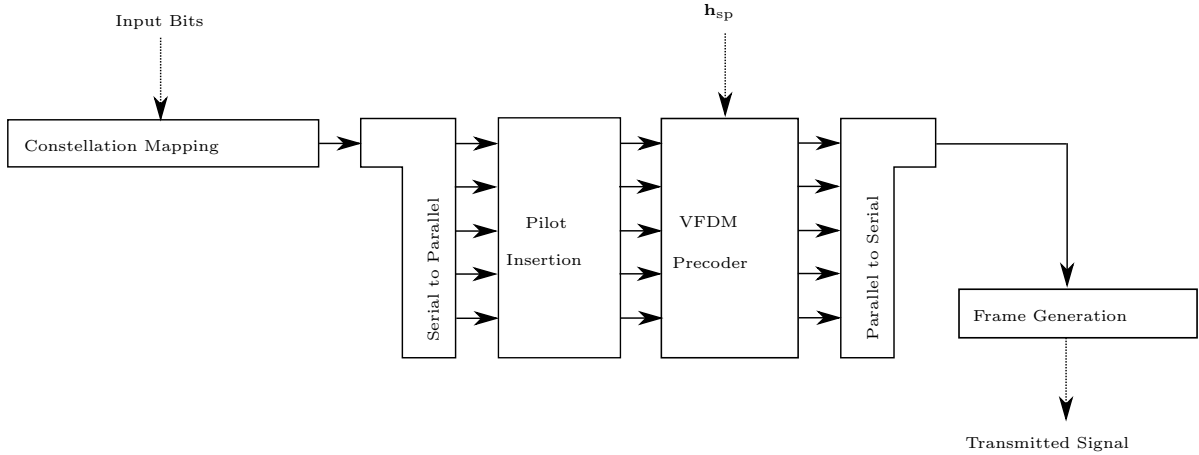 Input Bits
h_sp
Constellation Mapping
Serial to Parallel
Pilot
Insertion
VFDM
Precoder
Parallel to Serial
Frame Generation
Transmitted Signal